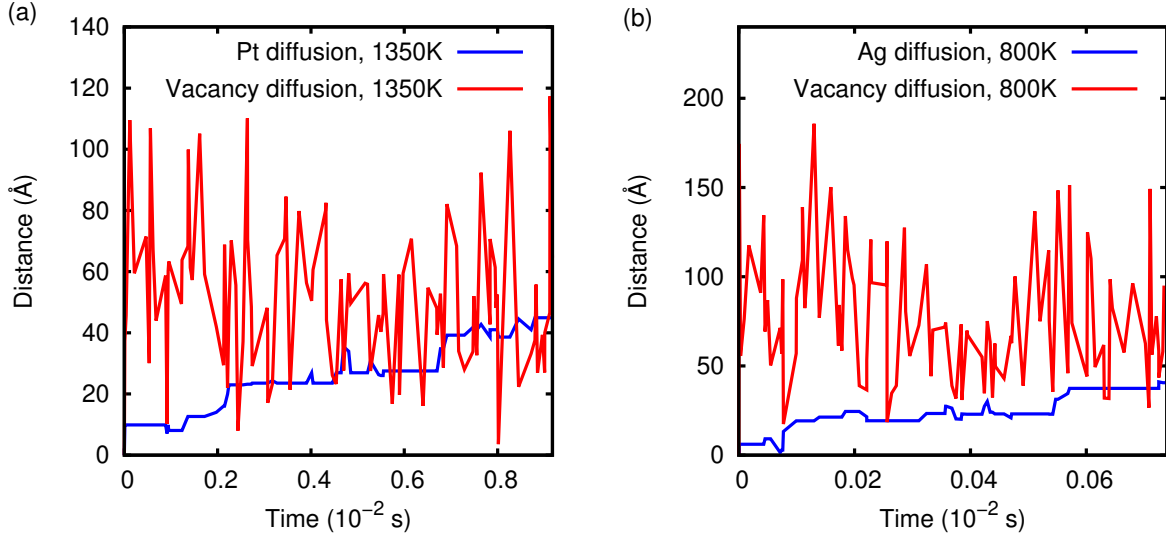 (a)
140
120
100
80
60
40
20
0
Distance (Å)
Pt diffusion, 1350K
Vacancy diffusion, 1350K
0 0.2 0.4 0.6 0.8
Time (10⁻² s)
(b)
200
150
100
50
0
Distance (Å)
Ag diffusion, 800K
Vacancy diffusion, 800K
0 0.02 0.04 0.06
Time (10⁻² s)